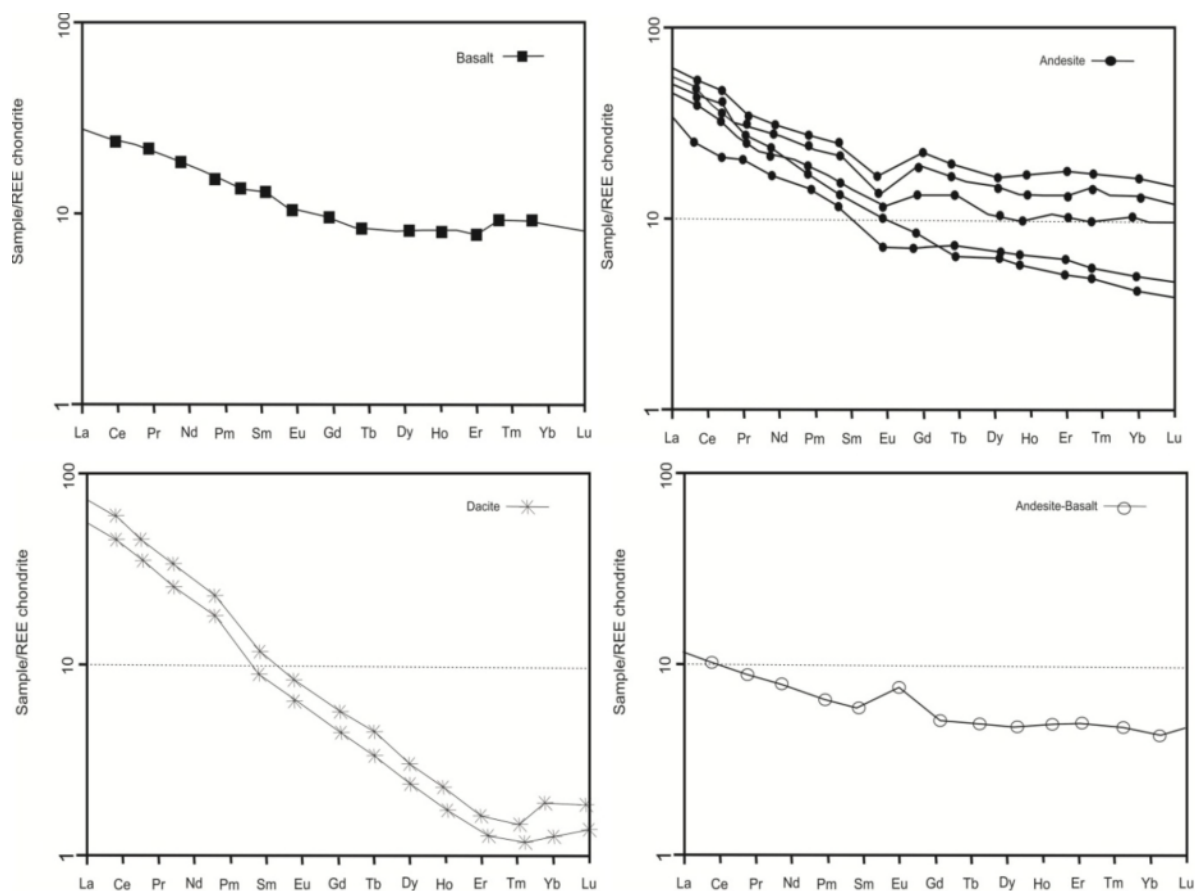 100
Basalt
Sample/REE chondrite
10
1
La Ce Pr Nd Pm Sm Eu Gd Tb Dy Ho Er Tm Yb Lu
100
Andesite
Sample/REE chondrite
10
1
La Ce Pr Nd Pm Sm Eu Gd Tb Dy Ho Er Tm Yb Lu
100
Dacite
Sample/REE chondrite
10
1
La Ce Pr Nd Pm Sm Eu Gd Tb Dy Ho Er Tm Yb Lu
100
Andesite-Basalt
Sample/REE chondrite
10
1
La Ce Pr Nd Pm Sm Eu Gd Tb Dy Ho Er Tm Yb Lu